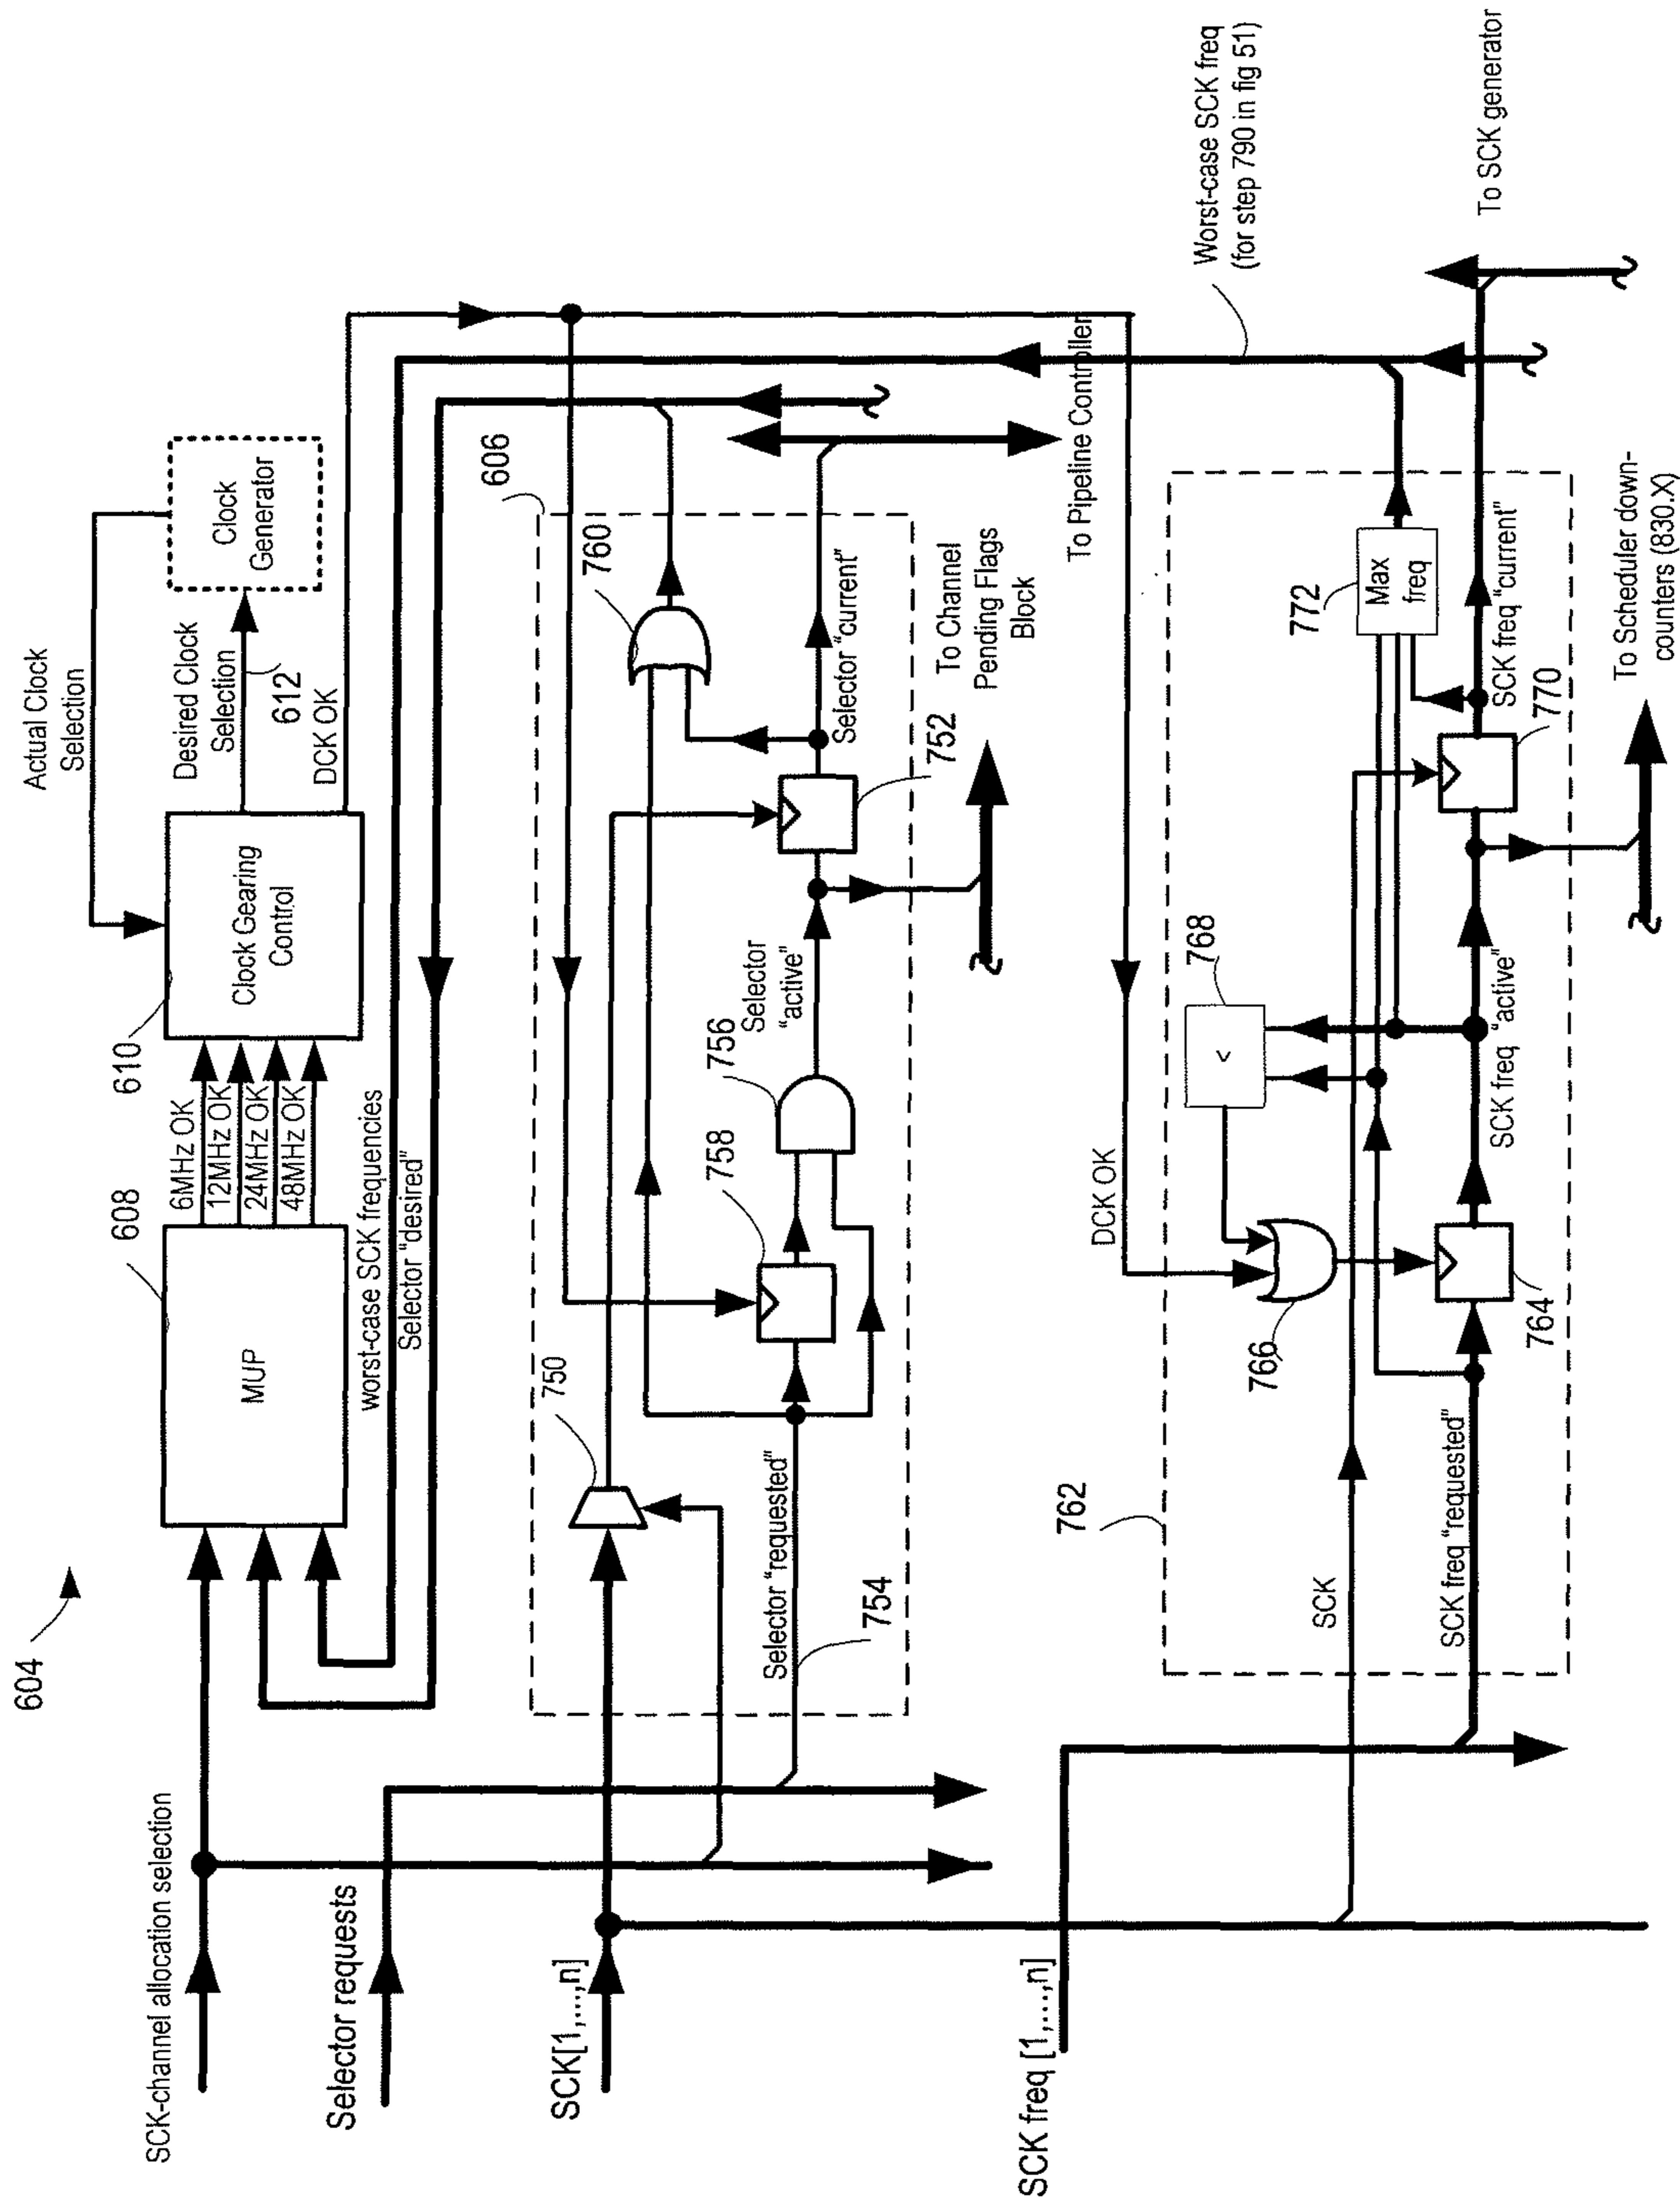 604
SCK-channel allocation selection
Selector requests
SCK[1,...,n]
SCK freq [1,...,n]
608
MUP
6MHz OK
12MHz OK
24MHz OK
48MHz OK
610
Clock Gearing
Control
Actual Clock
Selection
Desired Clock
Selection
612
DCK OK
Clock
Generator
worst-case SCK frequencies
Selector “desired”
606
750
Selector “requested”
754
758
756
Selector
“active”
760
Selector “current”
752
To Channel
Pending Flags
Block
To Pipeline Controller
Worst-case SCK freq
(for step 790 in fig 51)
762
DCK OK
768
<
766
764
SCK
SCK freq “requested”
SCK freq “active”
772
Max
freq
SCK freq “current”
770
To SCK generator
To Scheduler down-
counters (830.X)